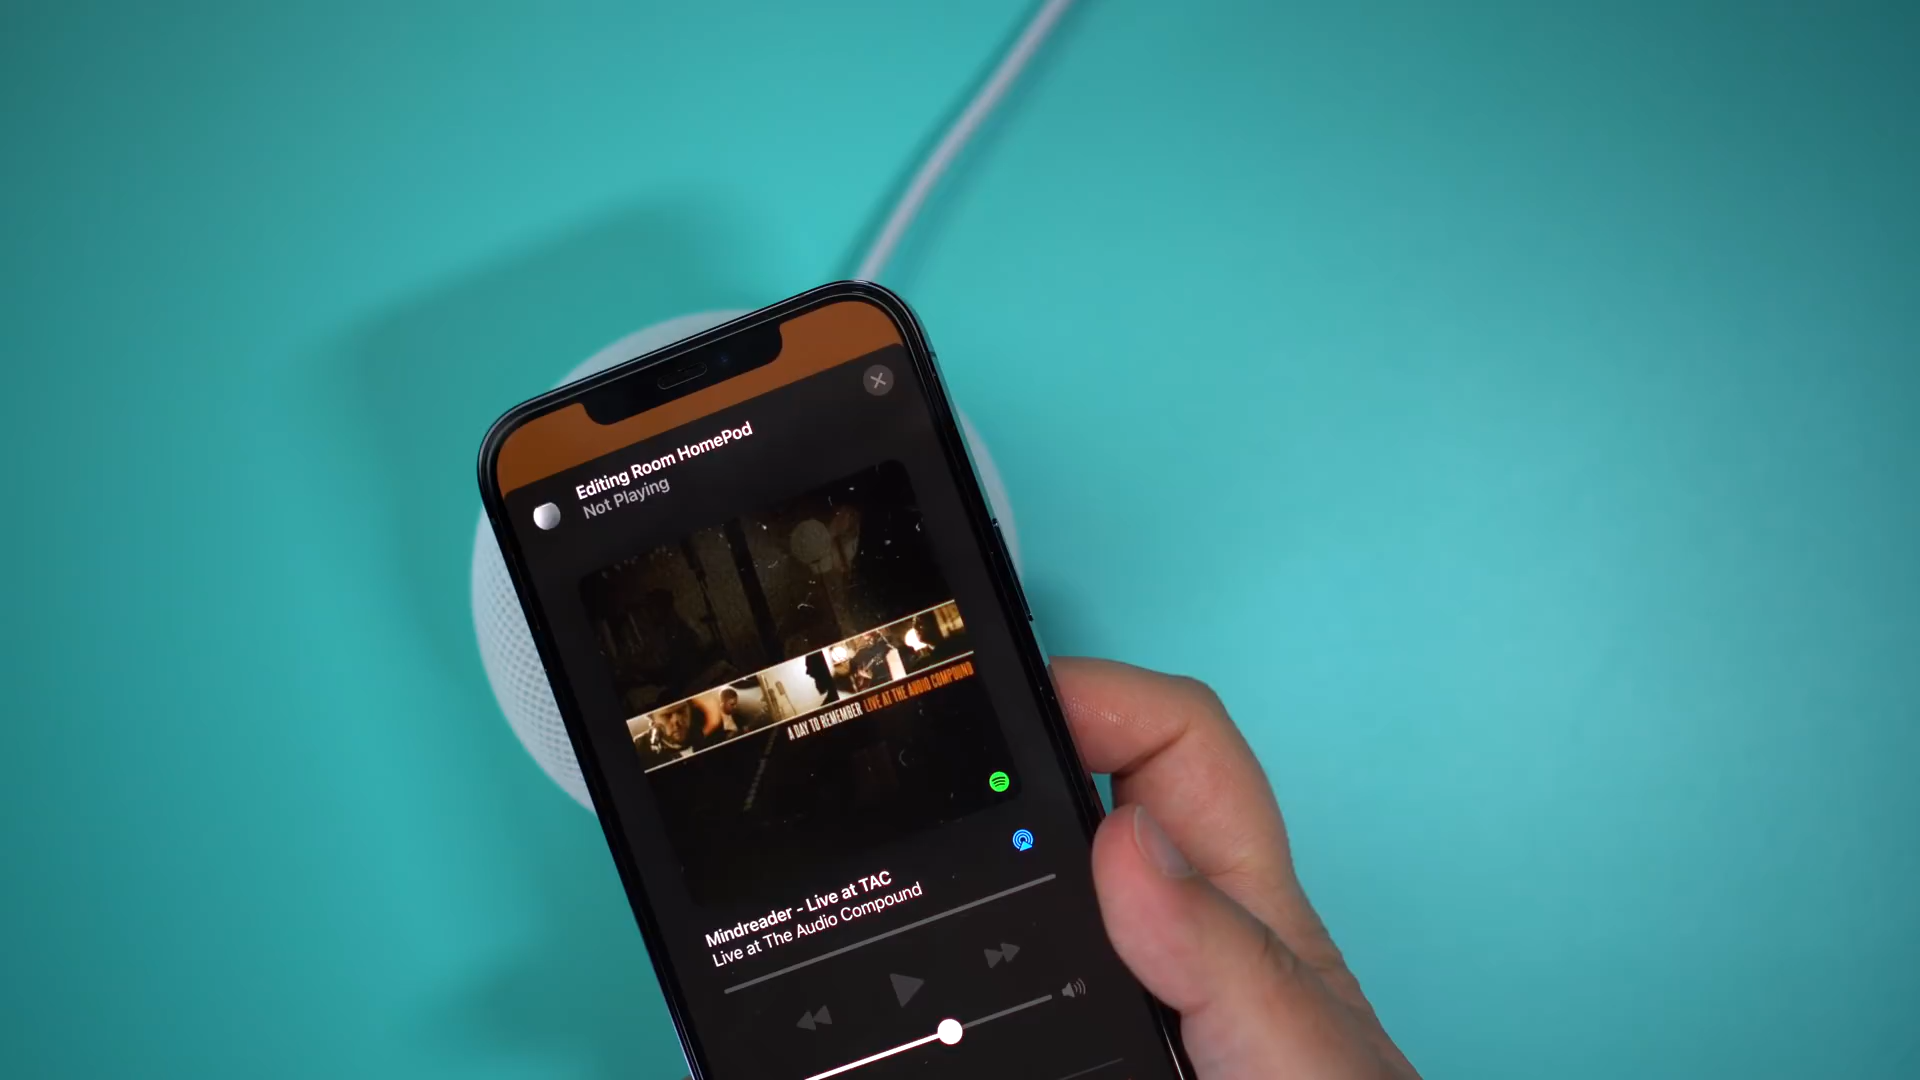 Editing Room HomePod
Not Playing
A DAY TO REMEMBER LIVE AT THE AUDIO COMPOUND
Mindreader - Live at TAC
Live at The Audio Compound